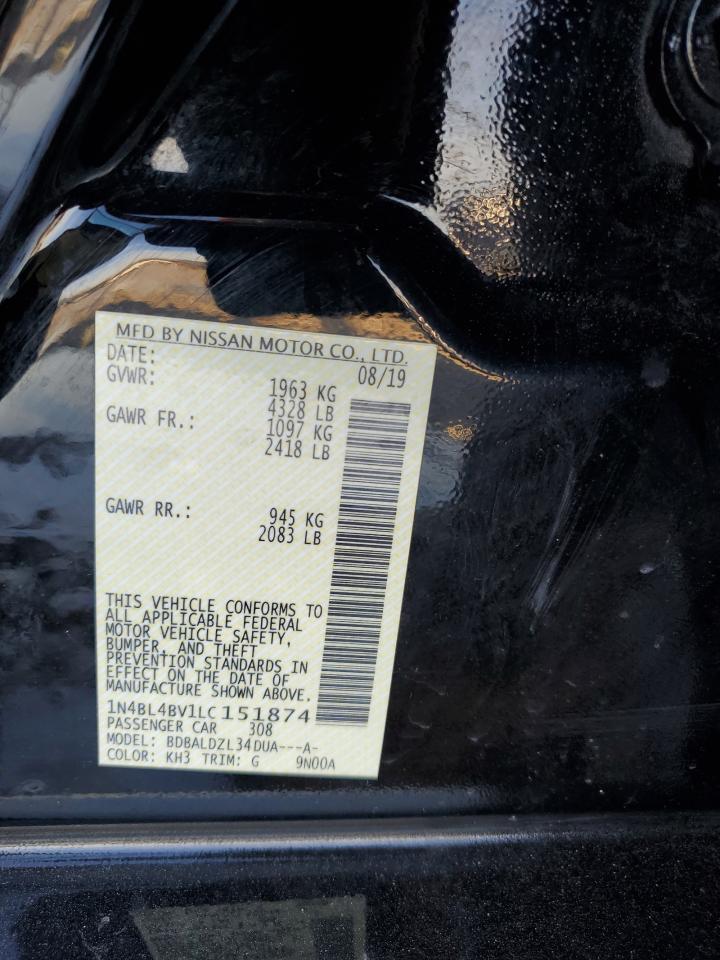 MFD BY NISSAN MOTOR CO., LTD.
DATE: 08/19
GVWR: 1963 KG
4328 LB
GAWR FR.: 1097 KG
2418 LB
GAWR RR.: 945 KG
2083 LB
THIS VEHICLE CONFORMS TO
ALL APPLICABLE FEDERAL
MOTOR VEHICLE SAFETY,
BUMPER, AND THEFT
PREVENTION STANDARDS IN
EFFECT ON THE DATE OF
MANUFACTURE SHOWN ABOVE.
1N4BL4BV1LC151874
PASSENGER CAR 308
MODEL: BDBALDZL34DUA---A-
COLOR: KH3 TRIM: G 9N00A